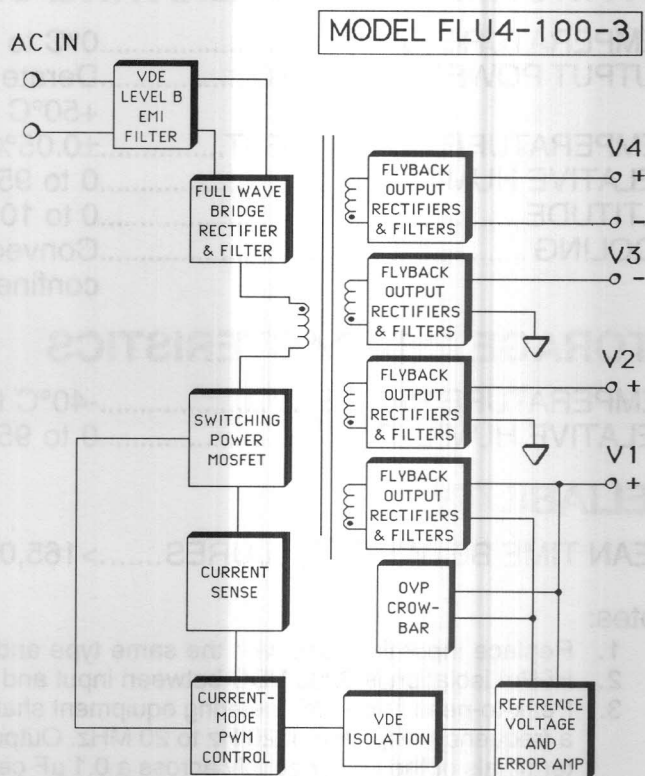 MODEL FLU4-100-3
AC IN
VDE
LEVEL B
EMI
FILTER
FULL WAVE
BRIDGE
RECTIFIER
& FILTER
SWITCHING
POWER
MOSFET
CURRENT
SENSE
CURRENT-
MODE
PWM
CONTROL
VDE
ISOLATION
FLYBACK
OUTPUT
RECTIFIERS
& FILTERS
V4
+
-
FLYBACK
OUTPUT
RECTIFIERS
& FILTERS
V3
-
FLYBACK
OUTPUT
RECTIFIERS
& FILTERS
V2
+
FLYBACK
OUTPUT
RECTIFIERS
& FILTERS
V1
+
OVP
CROW-
BAR
REFERENCE
VOLTAGE
AND
ERROR AMP